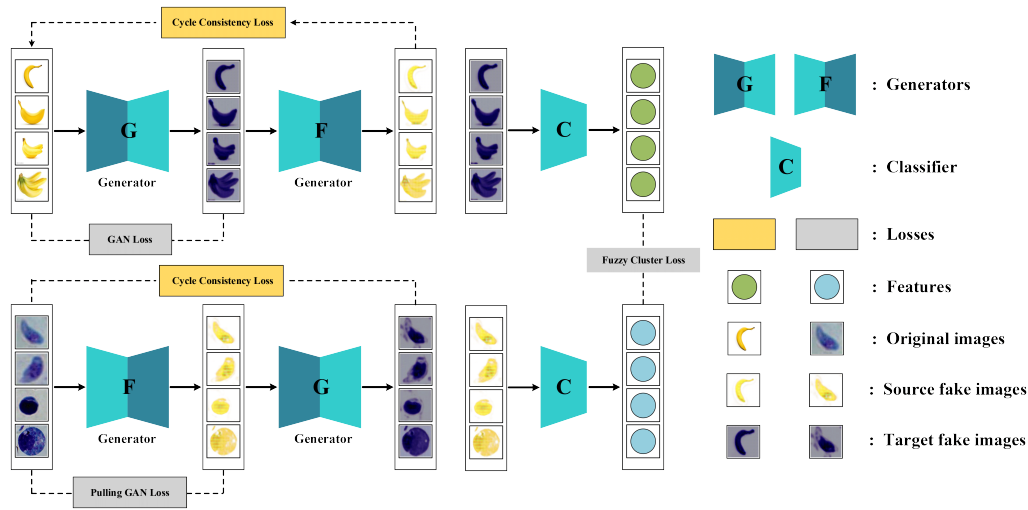 Cycle Consistency Loss
G
F
C
Generator
Generator
GAN Loss
Fuzzy Cluster Loss
Cycle Consistency Loss
F
G
C
Generator
Generator
Pulling GAN Loss
G
F
: Generators
C
: Classifier
: Losses
: Features
: Original images
: Source fake images
: Target fake images